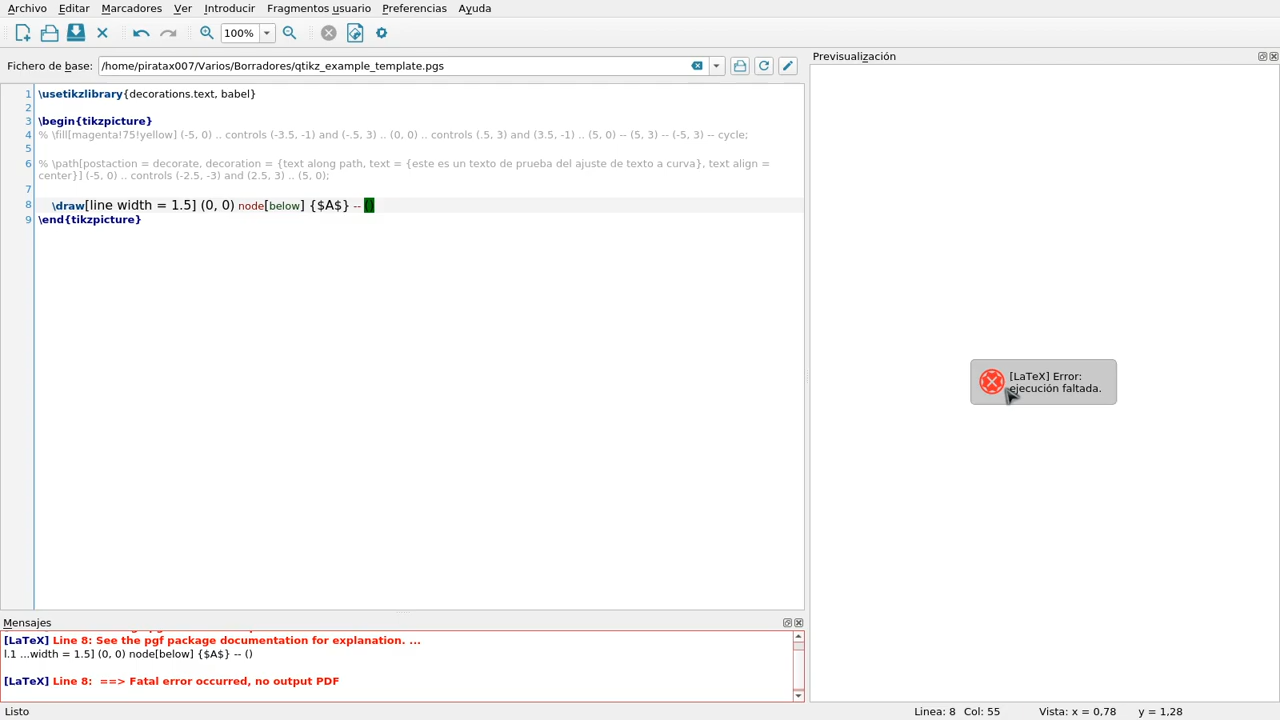 Archivo Editar Marcadores Ver Introducir Fragmentos usuario Preferencias Ayuda
100%
Fichero de base: /home/piratax007/Varios/Borradores/qtikz_example_template.pgs
1 \usetikzlibrary{decorations.text, babel}
2
3 \begin{tikzpicture}
4 % \fill[magenta!75!yellow] (-5, 0) .. controls (-3.5, -1) and (-.5, 3) .. (0, 0) .. controls (.5, 3) and (3.5, -1) .. (5, 0) -- (5, 3) -- (-5, 3) -- cycle;
5
6 % \path[postaction = decorate, decoration = {text along path, text = {este es un texto de prueba del ajuste de texto a curva}, text align =
center}] (-5, 0) .. controls (-2.5, -3) and (2.5, 3) .. (5, 0);
7
8 \draw[line width = 1.5] (0, 0) node[below] {$A$} -- ()
9 \end{tikzpicture}
Previsualización
[LaTeX] Error:
ejecución faltada.
Mensajes
[LaTeX] Line 8: See the pgf package documentation for explanation. ...
l.1 ...width = 1.5] (0, 0) node[below] {$A$} -- ()
[LaTeX] Line 8: ==> Fatal error occurred, no output PDF
Listo
Linea: 8 Col: 55 Vista: x = 0,78 y = 1,28